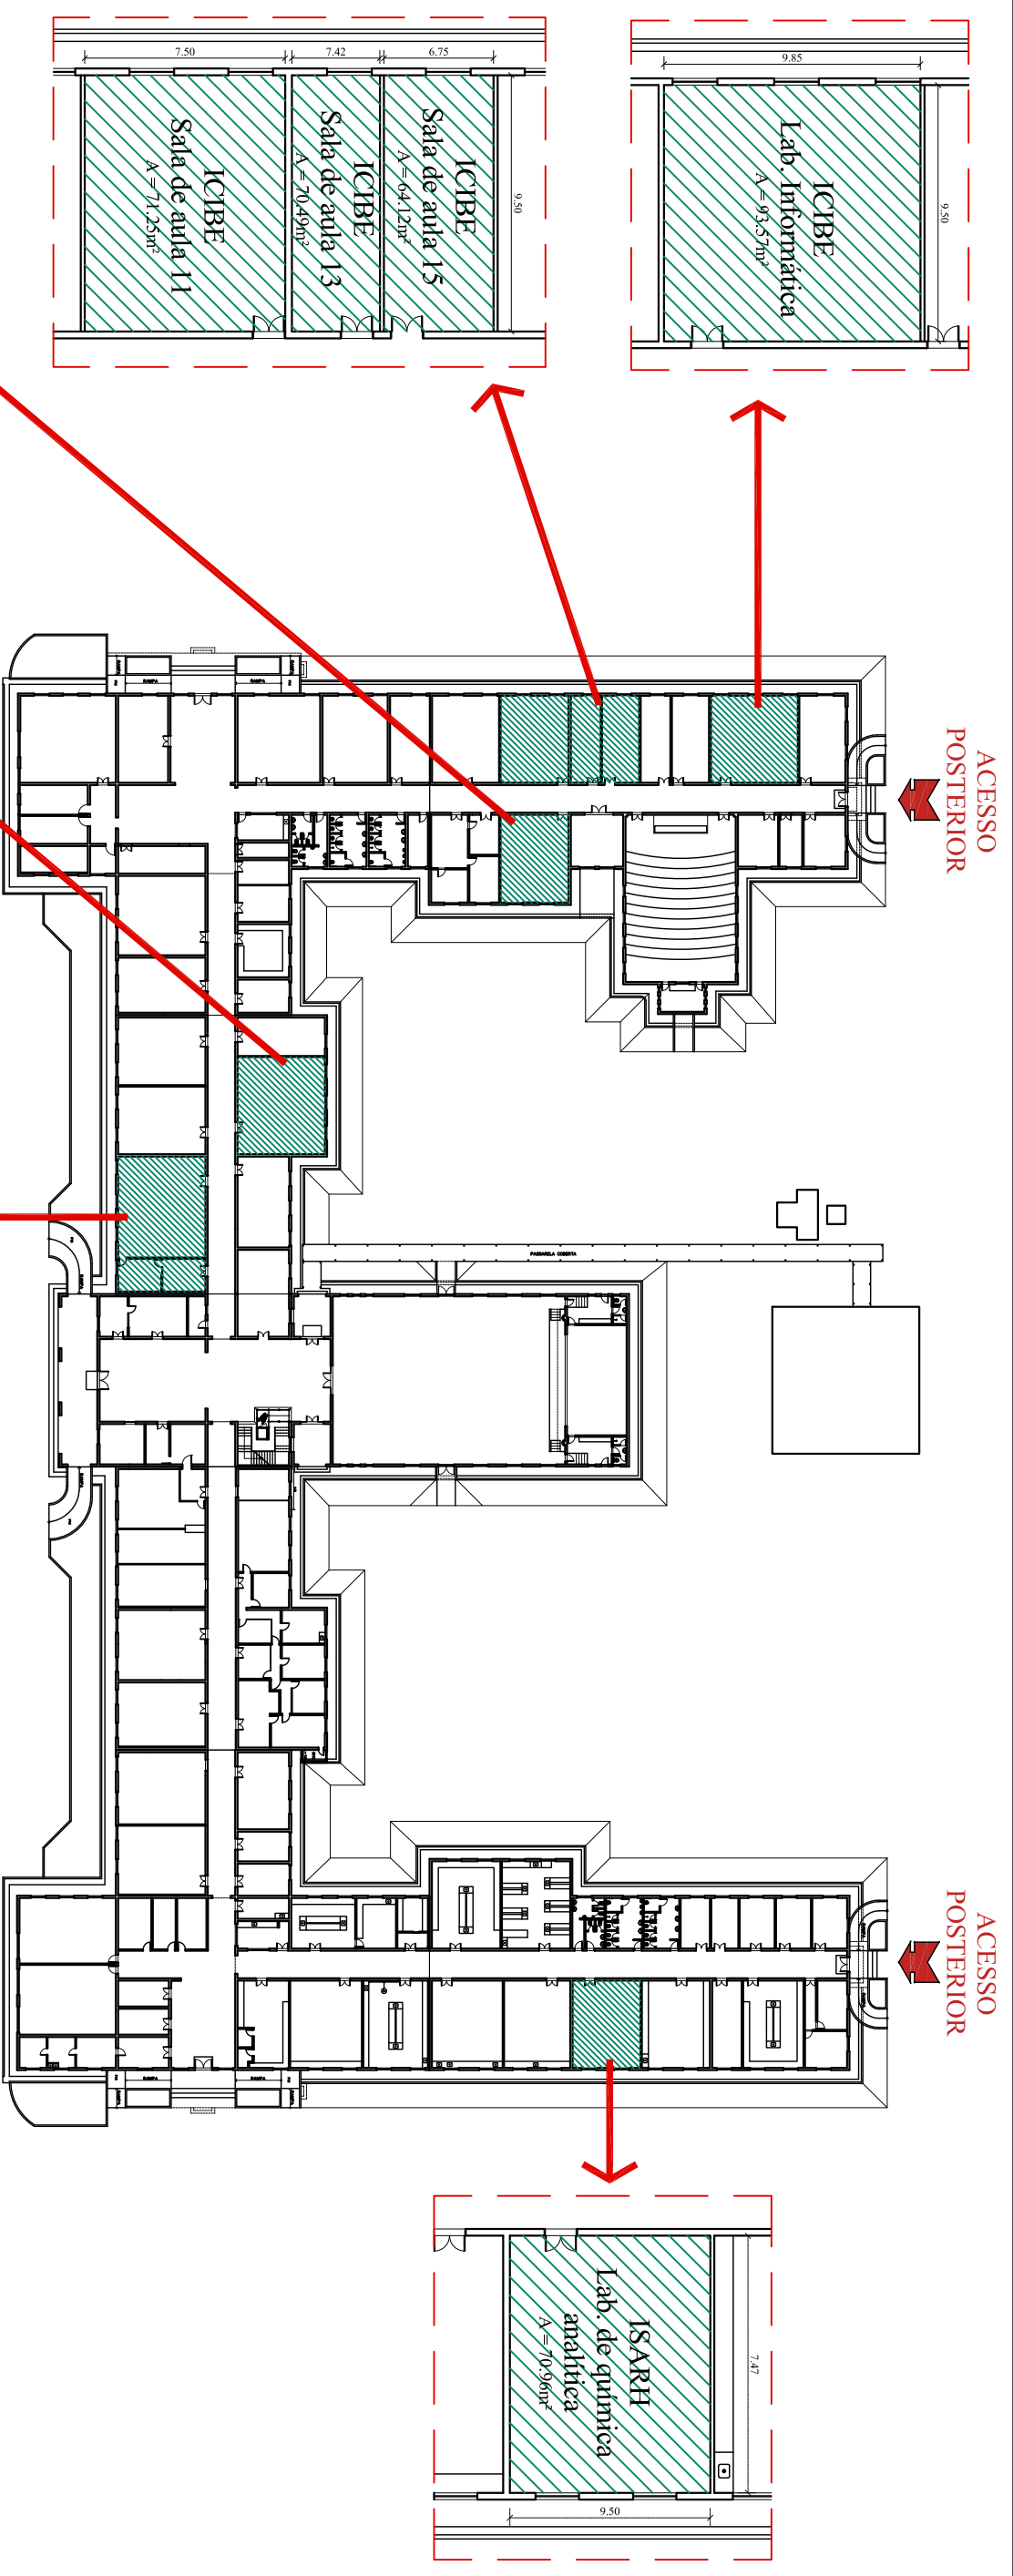 7.50
7.42
6.75
9.50
ICIBE
Sala de aula 11
A = 71.25m²
ICIBE
Sala de aula 13
A = 70.49m²
ICIBE
Sala de aula 15
A = 64.12m²
9.85
9.50
ICIBE
Lab. Informática
A = 93.57m²
ACESSO
POSTERIOR
RAMPA
RAMPA
PASSARELA COBERTA
ACESSO
POSTERIOR
RAMPA
RAMPA
ISARH
Lab. de química
analítica
A = 70.96m²
7.47
9.50